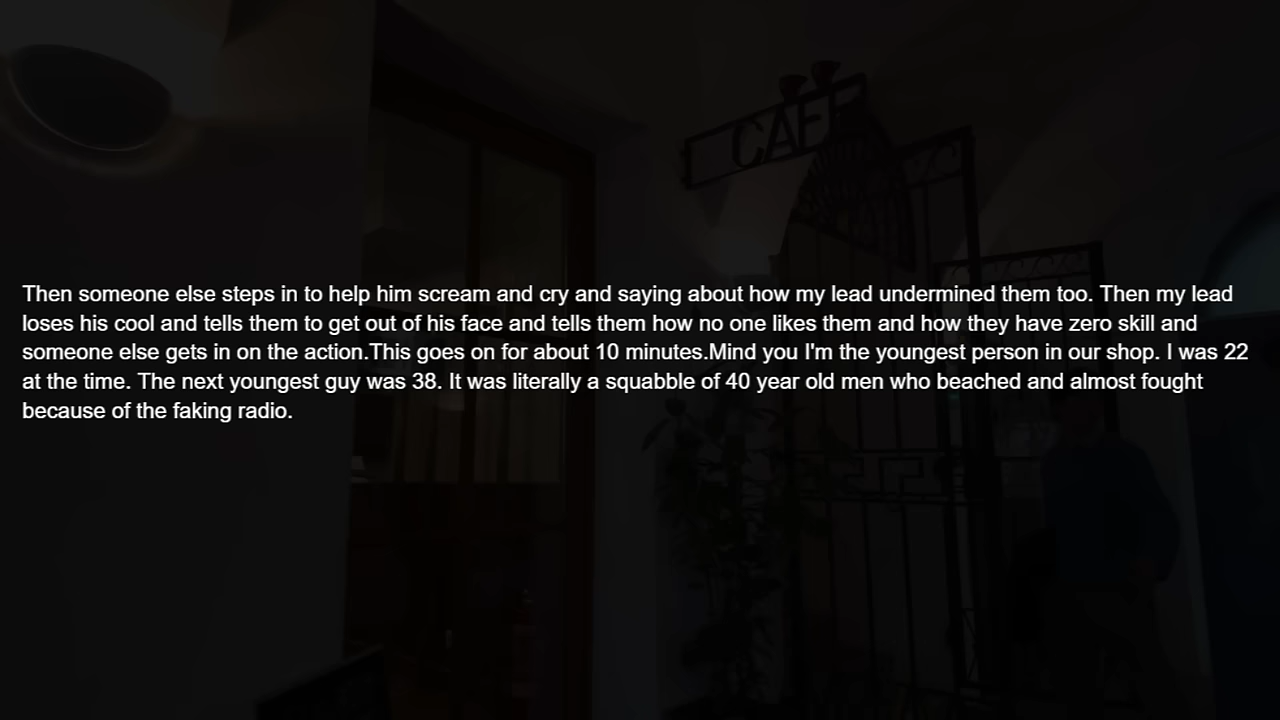 CAFE
Then someone else steps in to help him scream and cry and saying about how my lead undermined them too. Then my lead
loses his cool and tells them to get out of his face and tells them how no one likes them and how they have zero skill and
someone else gets in on the action.This goes on for about 10 minutes.Mind you I'm the youngest person in our shop. I was 22
at the time. The next youngest guy was 38. It was literally a squabble of 40 year old men who beached and almost fought
because of the faking radio.